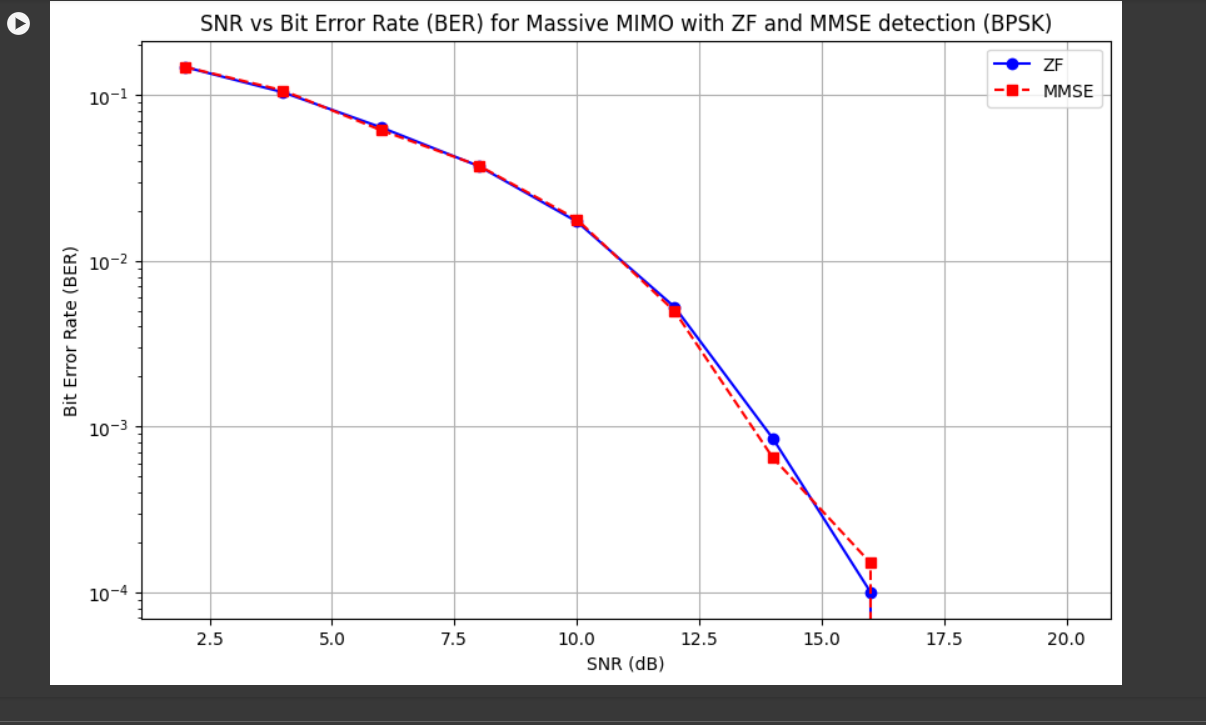 SNR vs Bit Error Rate (BER) for Massive MIMO with ZF and MMSE detection (BPSK)
ZF
MMSE
10⁻¹
10⁻²
10⁻³
10⁻⁴
Bit Error Rate (BER)
2.5 5.0 7.5 10.0 12.5 15.0 17.5 20.0
SNR (dB)